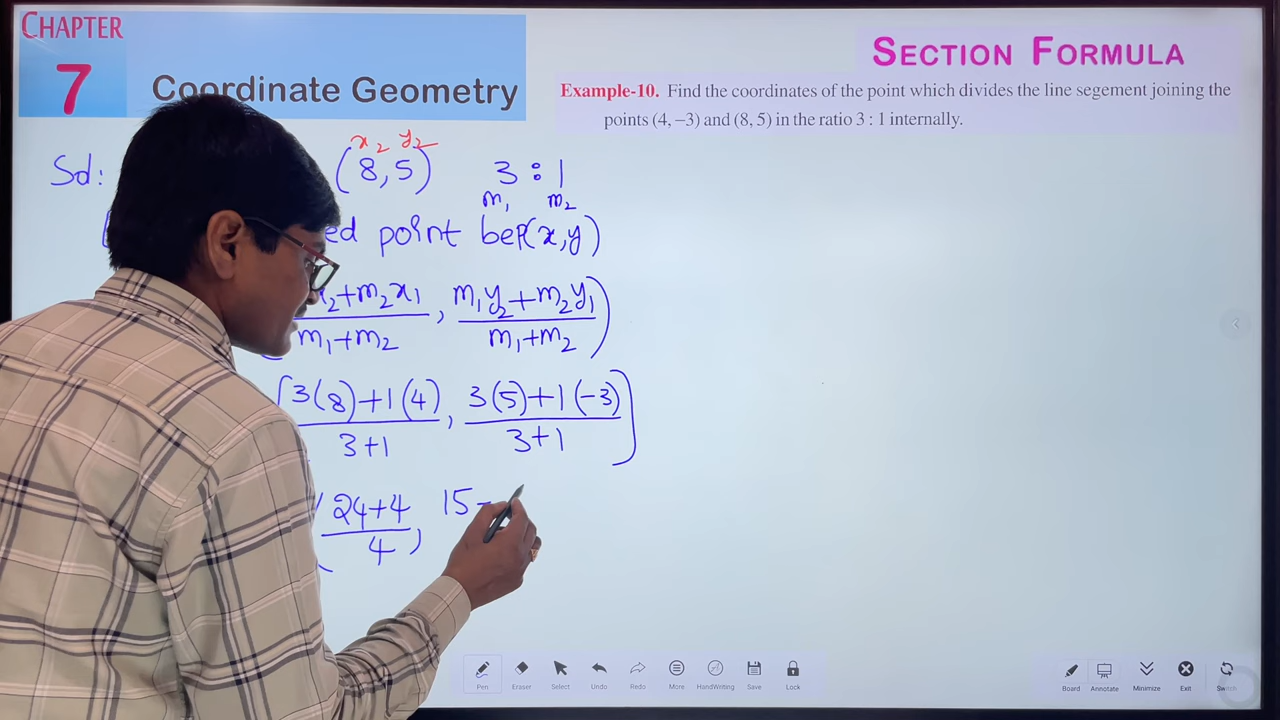 CHAPTER
7
Coordinate Geometry
SECTION FORMULA
Example-10. Find the coordinates of the point which divides the line segement joining the
points (4, −3) and (8, 5) in the ratio 3 : 1 internally.
x₂ y₂
Sol: (8, 5) 3 : 1
m₁ m₂
point be P(x, y)
x₂+m₂x₁ / m₁+m₂ , m₁y₂+m₂y₁ / m₁+m₂ )
( 3(8)+1(4) / 3+1 , 3(5)+1(-3) / 3+1 )
( 24+4 / 4 , 15-
Pen
Eraser
Select
Undo
Redo
More
HandWriting
Save
Lock
Board
Annotate
Minimize
Exit
Switch